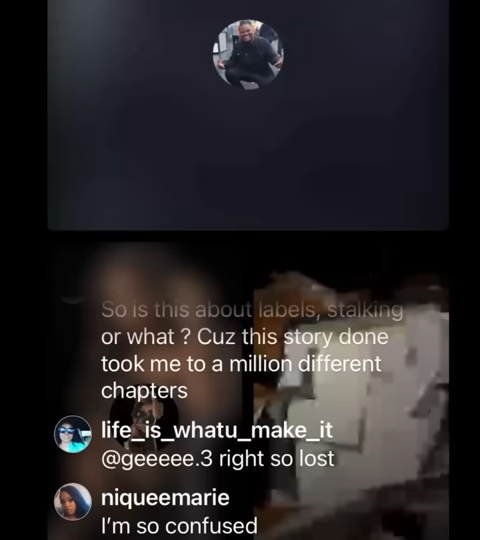 So is this about labels, stalking
or what ? Cuz this story done
took me to a million different
chapters
life_is_whatu_make_it
@geeeee.3 right so lost
niqueemarie
I'm so confused